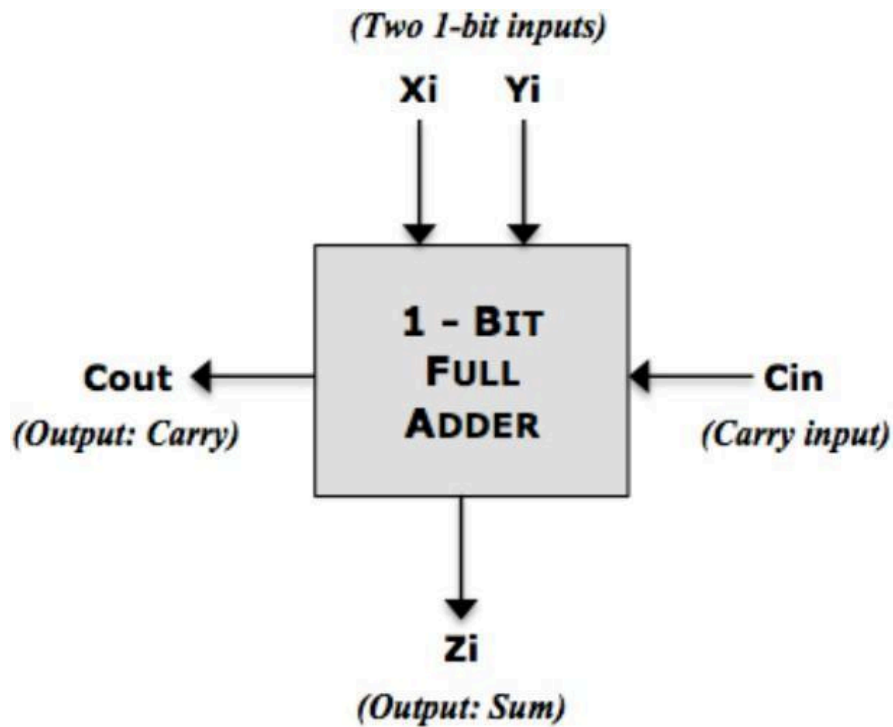 (Two 1-bit inputs)
Xi Yi
1 - BIT
FULL
ADDER
Cout
(Output: Carry)
Cin
(Carry input)
Zi
(Output: Sum)